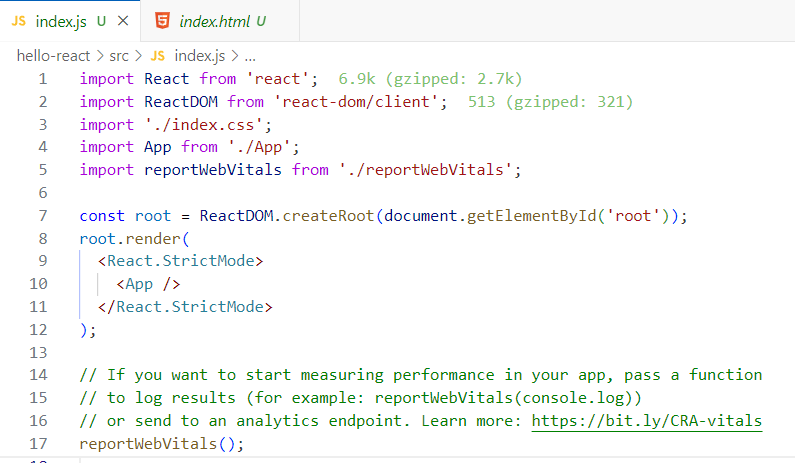 JS index.js U ×
index.html U
hello-react > src > JS index.js > ...
1 import React from 'react'; 6.9k (gzipped: 2.7k)
2 import ReactDOM from 'react-dom/client'; 513 (gzipped: 321)
3 import './index.css';
4 import App from './App';
5 import reportWebVitals from './reportWebVitals';
6
7 const root = ReactDOM.createRoot(document.getElementById('root'));
8 root.render(
9   <React.StrictMode>
10     <App />
11   </React.StrictMode>
12 );
13
14 // If you want to start measuring performance in your app, pass a function
15 // to log results (for example: reportWebVitals(console.log))
16 // or send to an analytics endpoint. Learn more: https://bit.ly/CRA-vitals
17 reportWebVitals();